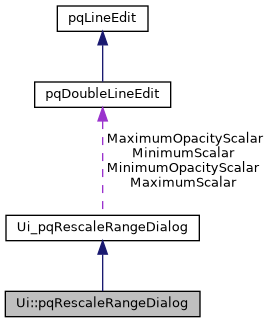 pqLineEdit
pqDoubleLineEdit
MaximumOpacityScalar
MinimumScalar
MinimumOpacityScalar
MaximumScalar
Ui_pqRescaleRangeDialog
Ui::pqRescaleRangeDialog